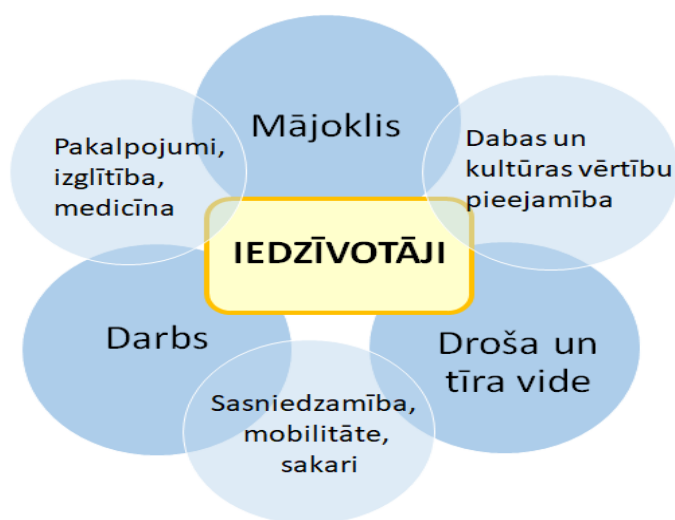 Mājoklis
Pakalpojumi,
izglītība,
medicīna
Dabas un
kultūras vērtību
pieejamība
IEDZĪVOTĀJI
Darbs
Droša un
tīra vide
Sasniedzamība,
mobilitāte,
sakari